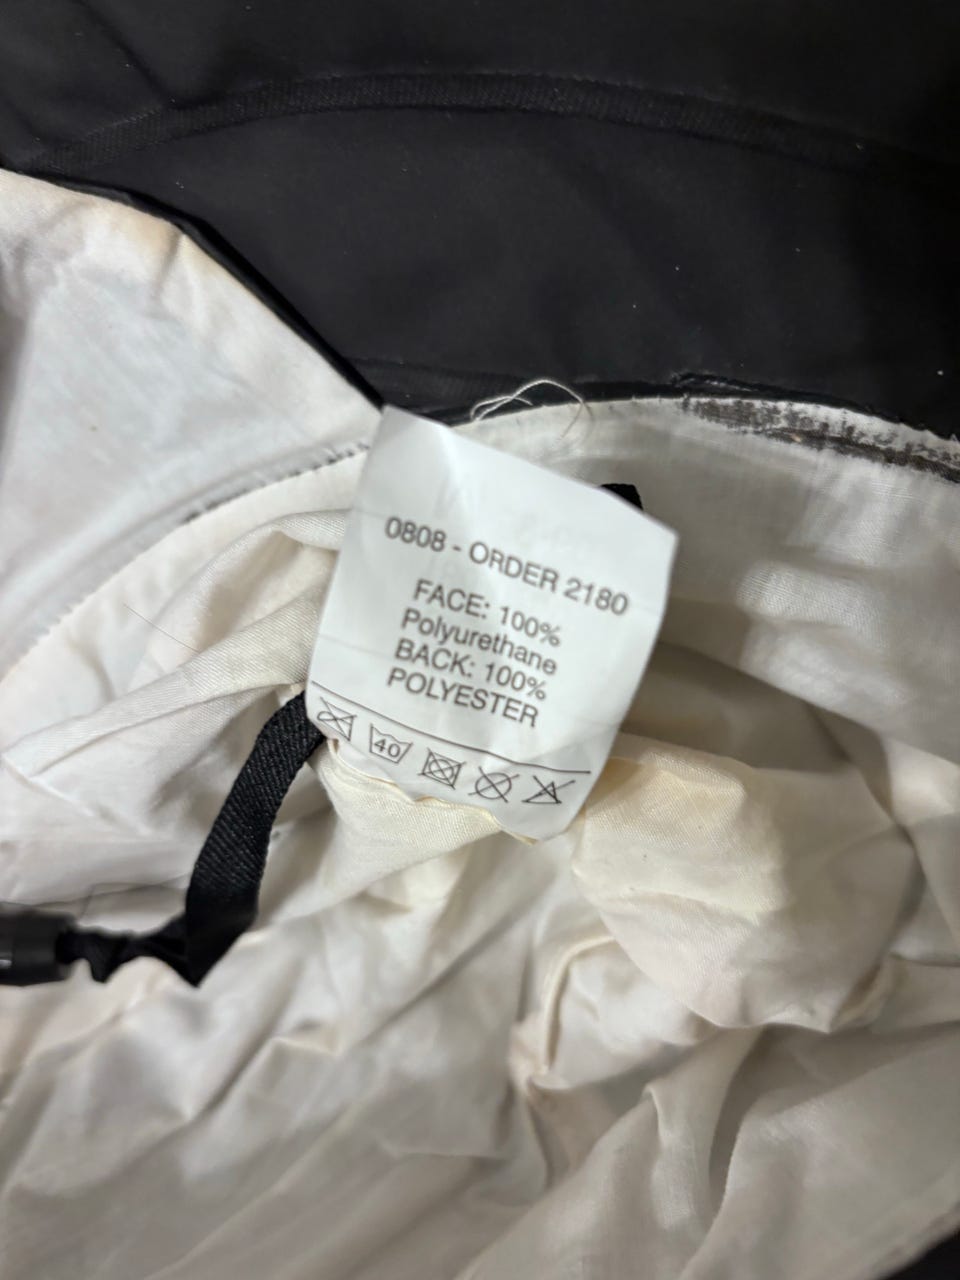 0808 - ORDER 2180
FACE: 100%
Polyurethane
BACK: 100%
POLYESTER
40